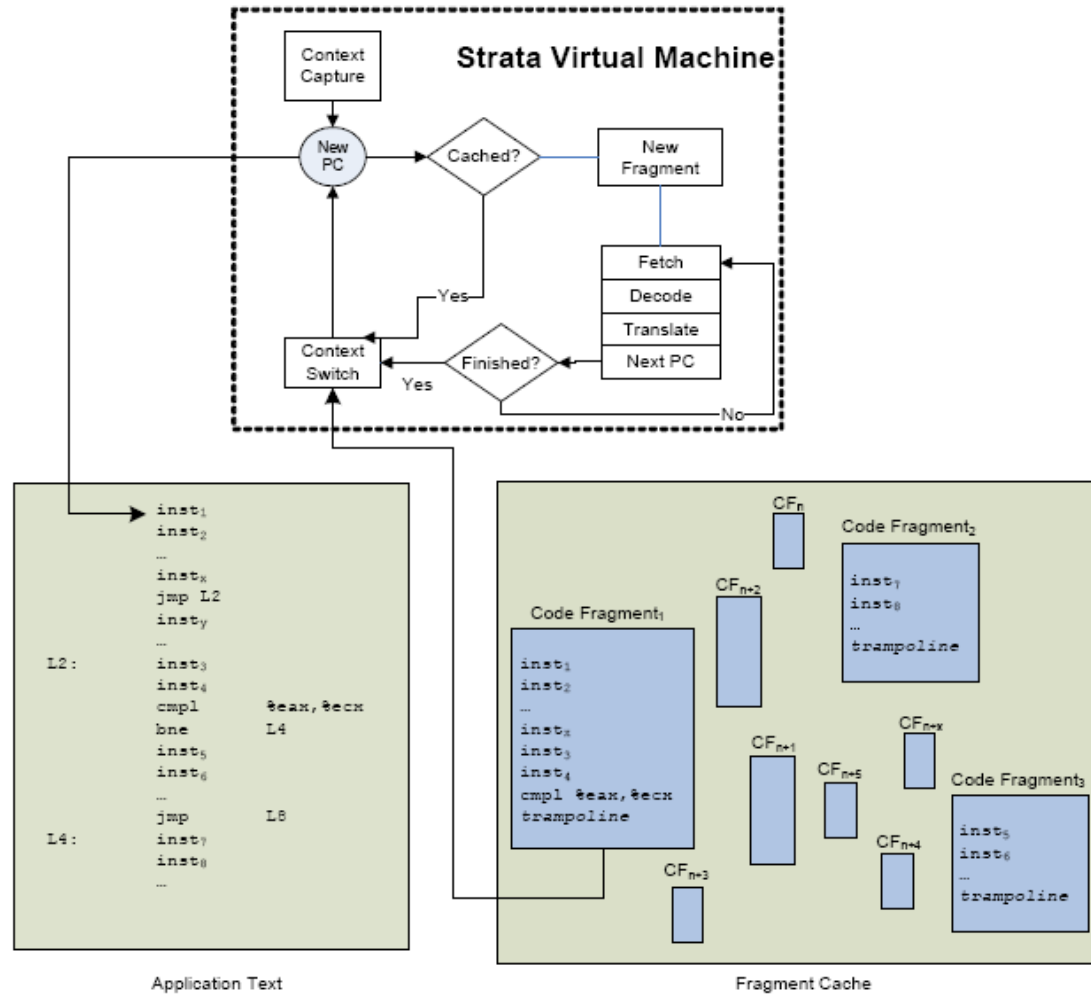 Strata Virtual Machine
Context
Capture
New
PC
Cached?
New
Fragment
Fetch
Decode
Translate
Next PC
Yes
Context
Switch
Finished?
Yes
No
inst₁
inst₂
…
instₓ
jmp L2
instᵧ
…
L2: inst₃
inst₄
cmpl %eax,%ecx
bne L4
inst₅
inst₆
…
jmp L8
L4: inst₇
inst₈
…
Application Text
Code Fragment₁
inst₁
inst₂
…
instₓ
inst₃
inst₄
cmpl %eax,%ecx
trampoline
CFₙ
CFₙ₊₂
Code Fragment₂
inst₇
inst₈
…
trampoline
CFₙ₊₁
CFₙ₊₅
CFₙ₊ₓ
CFₙ₊₄
CFₙ₊₃
Code Fragment₃
inst₅
inst₆
…
trampoline
Fragment Cache